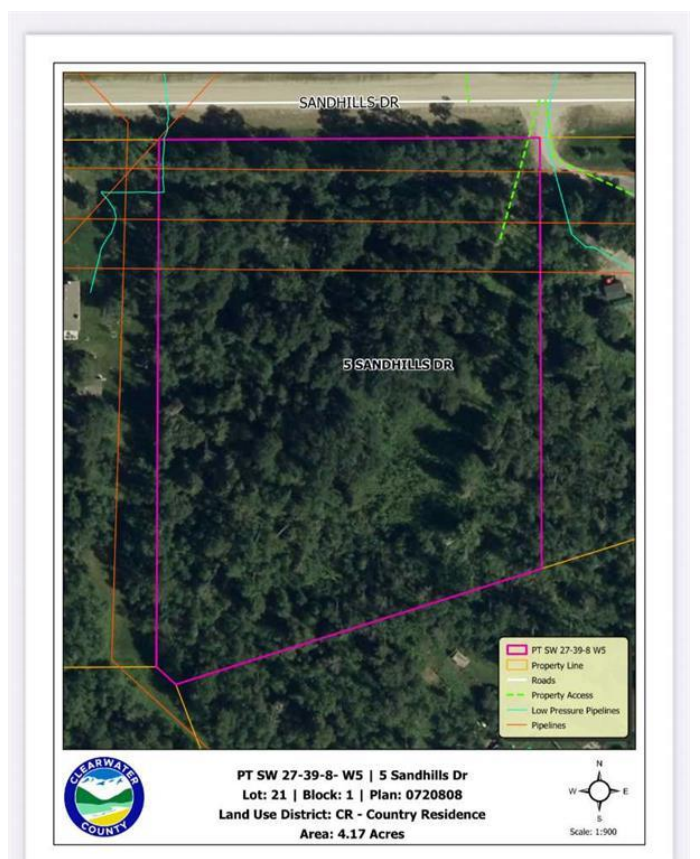 SANDHILLS DR
5 SANDHILLS DR
PT SW 27-39-8 W5
Property Line
Roads
Property Access
Low Pressure Pipelines
Pipelines
CLEARWATER
COUNTY
PT SW 27-39-8- W5 | 5 Sandhills Dr
Lot: 21 | Block: 1 | Plan: 0720808
Land Use District: CR - Country Residence
Area: 4.17 Acres
N
W
E
S
Scale: 1:900